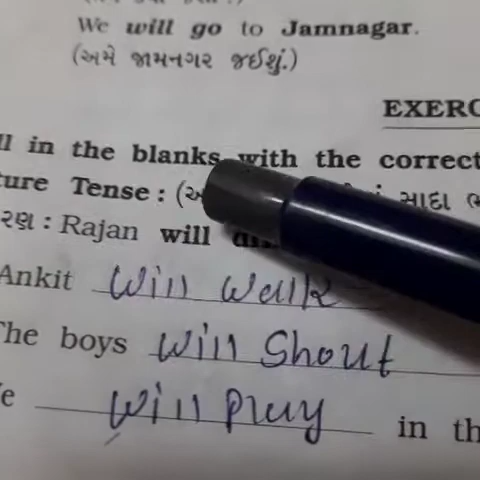 We will go to Jamnagar.
(અમે જામનગર જઈશું.)
EXERC
ll in the blanks with the correct
ture Tense : સાદા
રણ : Rajan will
Ankit will walk
The boys will Shout
e will play in th